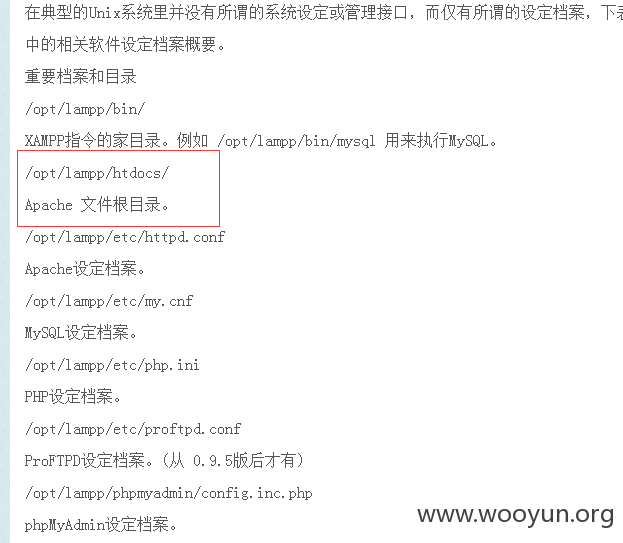 在典型的Unix系统里并没有所谓的系统设定或管理接口，而仅有所谓的设定档案，下表
中的相关软件设定档案概要。
重要档案和目录
/opt/lampp/bin/
XAMPP指令的家目录。例如 /opt/lampp/bin/mysql 用来执行MySQL。
/opt/lampp/htdocs/
Apache 文件根目录。
/opt/lampp/etc/httpd.conf
Apache设定档案。
/opt/lampp/etc/my.cnf
MySQL设定档案。
/opt/lampp/etc/php.ini
PHP设定档案。
/opt/lampp/etc/proftpd.conf
ProFTPD设定档案。(从 0.9.5版后才有)
/opt/lampp/phpmyadmin/config.inc.php
phpMyAdmin设定档案。
www.wooyun.org